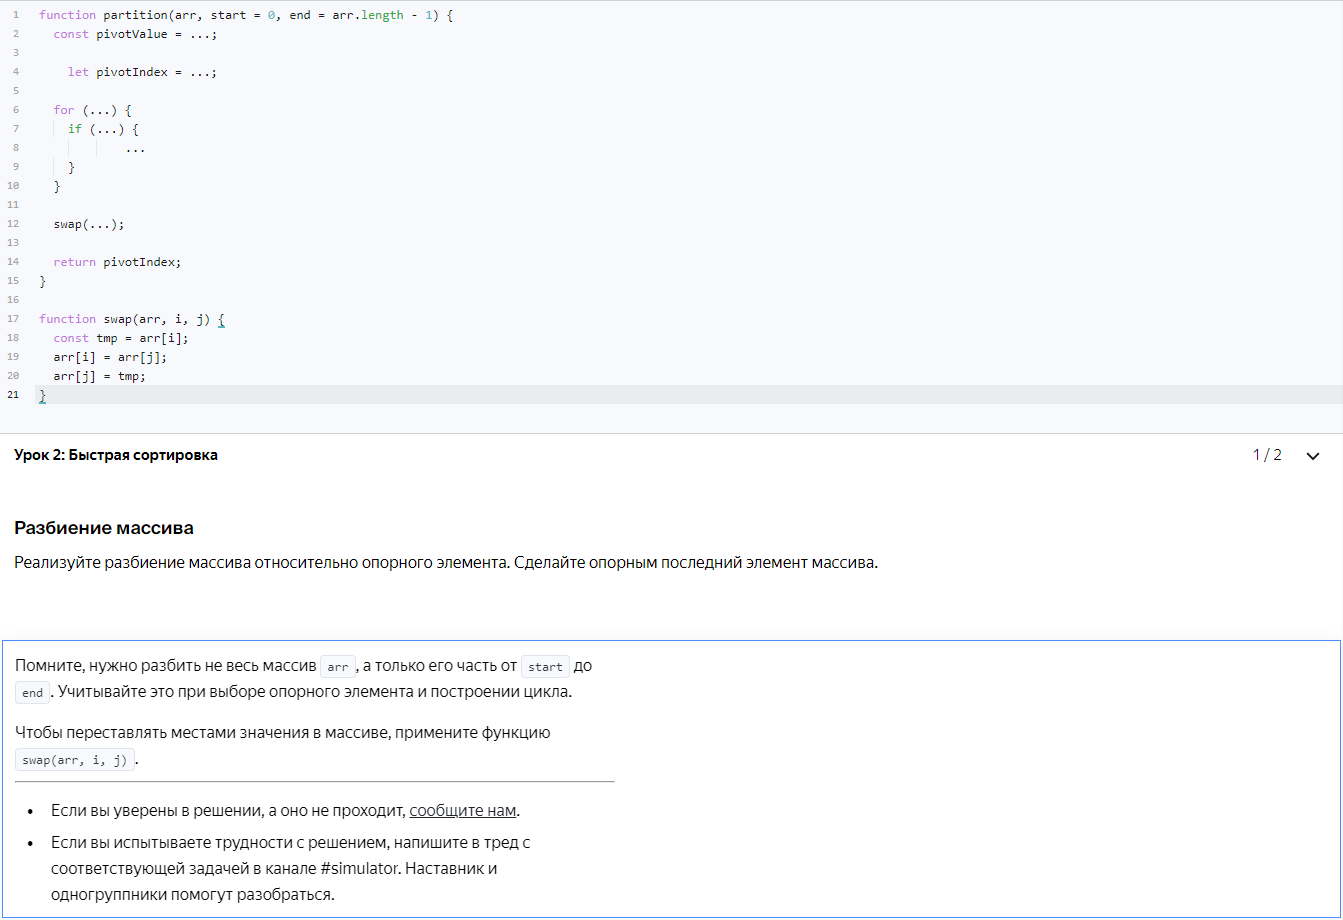 1 function partition(arr, start = 0, end = arr.length - 1) {
2 const pivotValue = ...;
3
4 let pivotIndex = ...;
5
6 for (...) {
7 if (...) {
8 ...
9 }
10 }
11
12 swap(...);
13
14 return pivotIndex;
15 }
16
17 function swap(arr, i, j) {
18 const tmp = arr[i];
19 arr[i] = arr[j];
20 arr[j] = tmp;
21 }
Урок 2: Быстрая сортировка 1 / 2
Разбиение массива
Реализуйте разбиение массива относительно опорного элемента. Сделайте опорным последний элемент массива.
Помните, нужно разбить не весь массив arr, а только его часть от start до
end. Учитывайте это при выборе опорного элемента и построении цикла.
Чтобы переставлять местами значения в массиве, примените функцию
swap(arr, i, j).
• Если вы уверены в решении, а оно не проходит, сообщите нам.
• Если вы испытываете трудности с решением, напишите в тред с
соответствующей задачей в канале #simulator. Наставник и
одногруппники помогут разобраться.